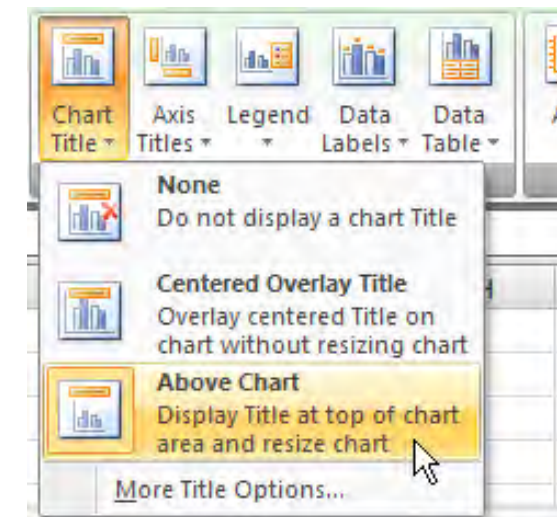 Chart Axis Legend Data Data
Title Titles Labels Table
None
Do not display a chart Title
Centered Overlay Title
Overlay centered Title on
chart without resizing chart
Above Chart
Display Title at top of chart
area and resize chart
More Title Options...